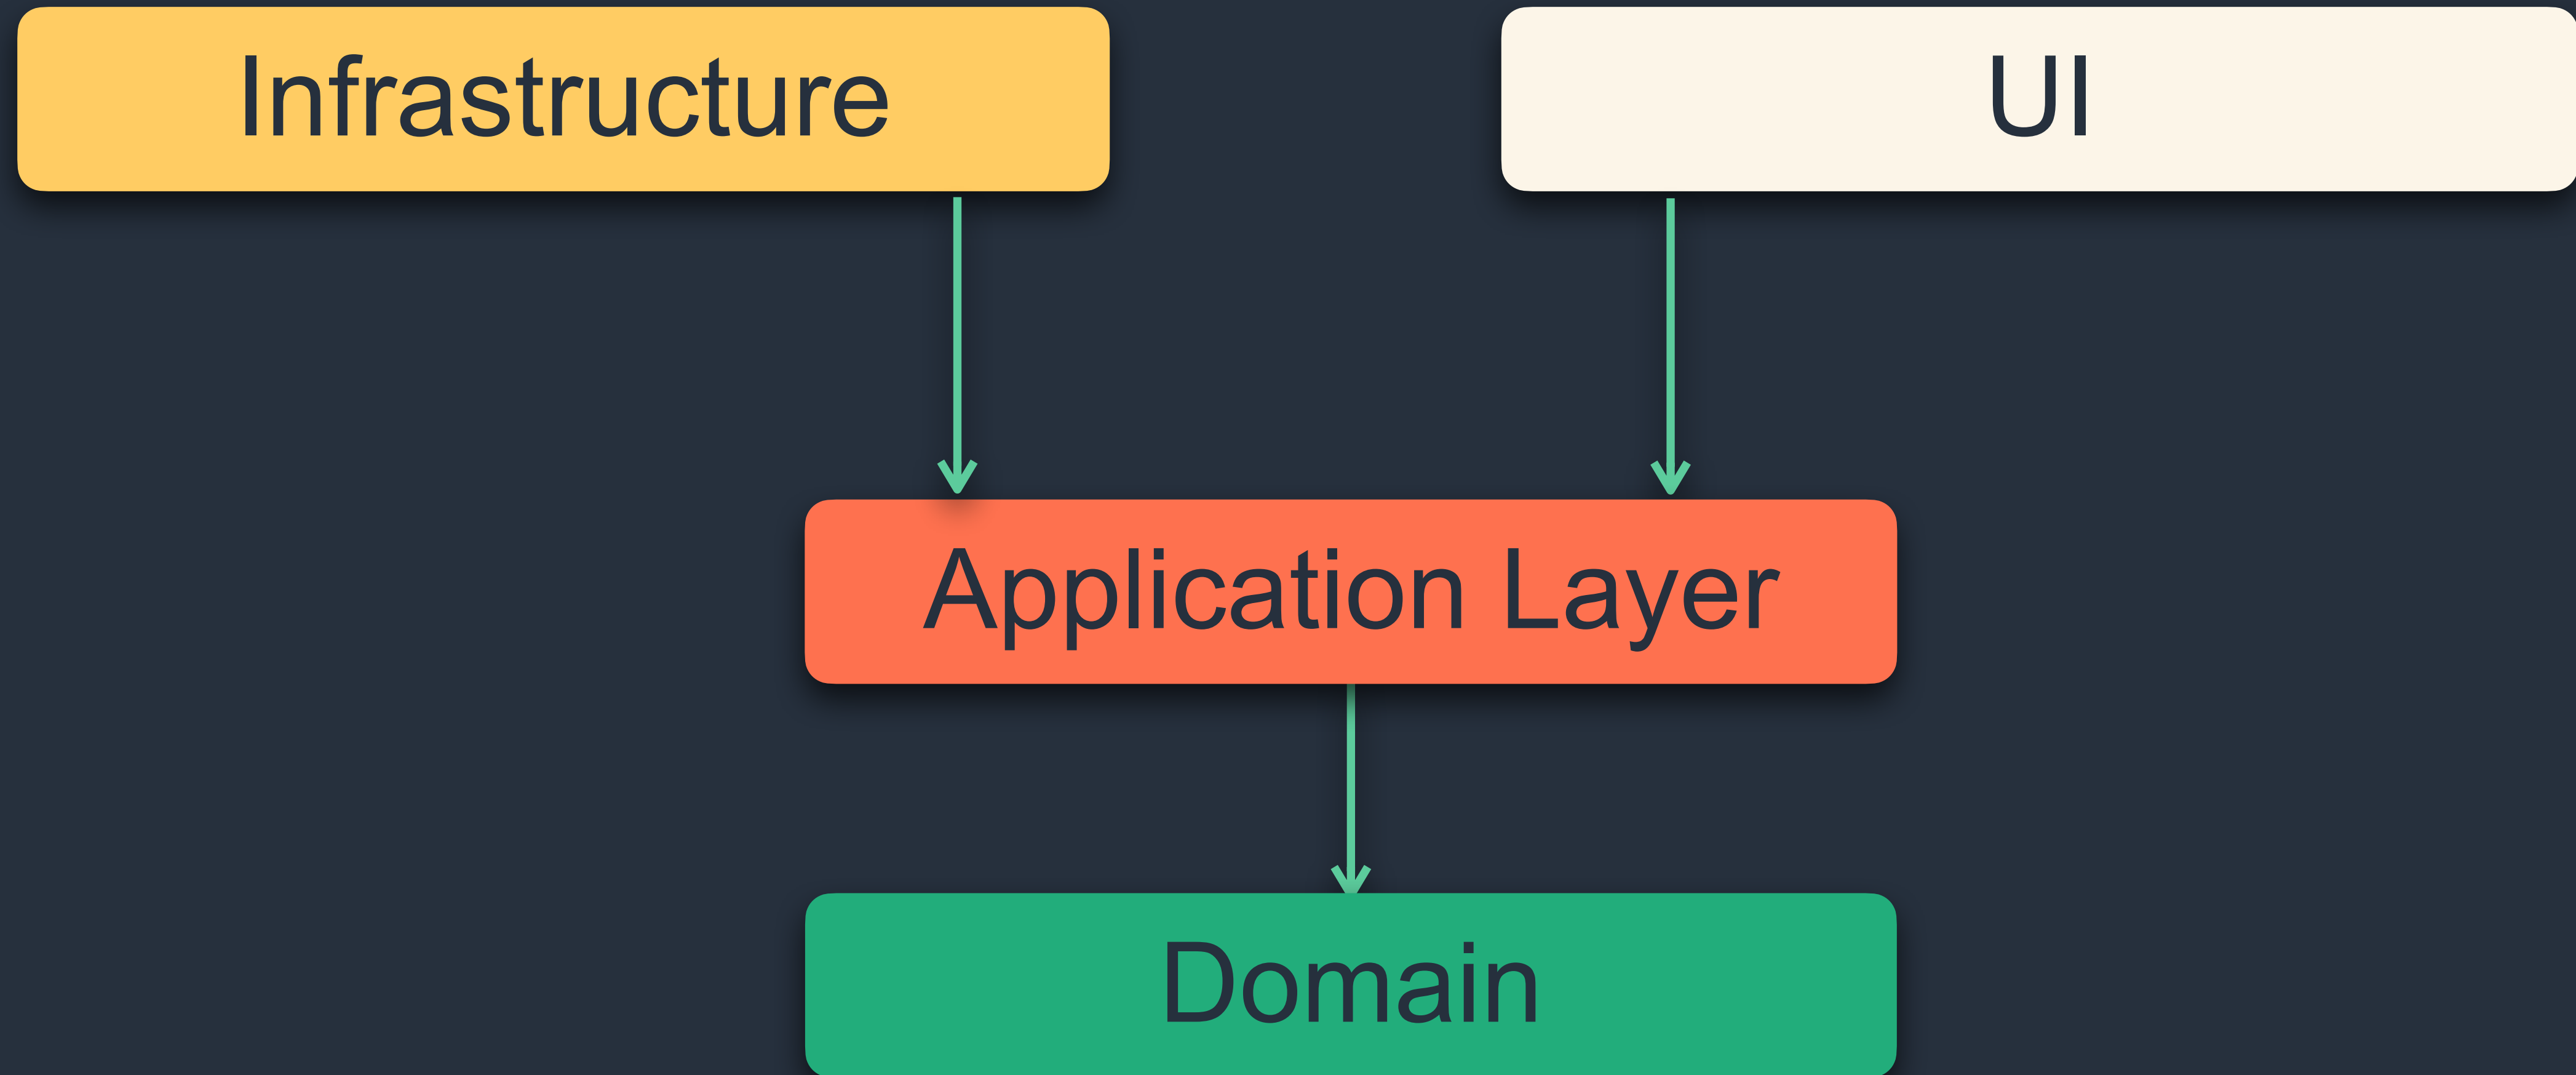 Infrastructure
UI
Application Layer
Domain